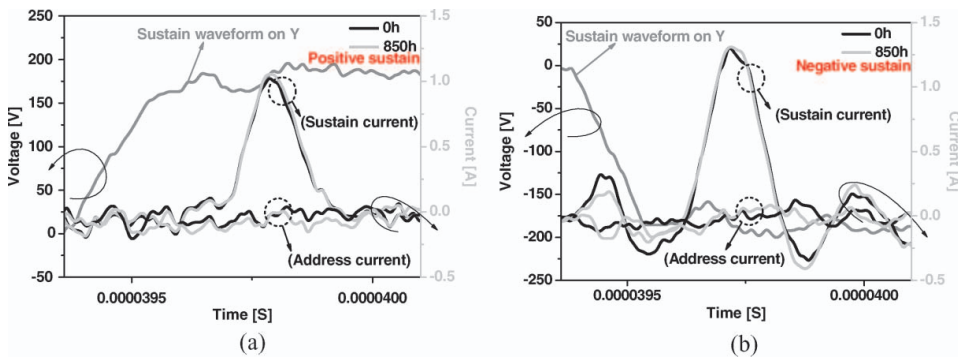 250
200
150
100
50
0
-50
Voltage [V]
Sustain waveform on Y
0h
850h
Positive sustain
(Sustain current)
(Address current)
1.5
1.0
0.5
0.0
-0.5
Current [A]
0.0000395
0.0000400
Time [S]
(a)
50
0
-50
-100
-150
-200
-250
Voltage [V]
Sustain waveform on Y
0h
850h
Negative sustain
(Sustain current)
(Address current)
1.5
1.0
0.5
0.0
-0.5
Current [A]
0.0000395
0.0000400
Time [S]
(b)